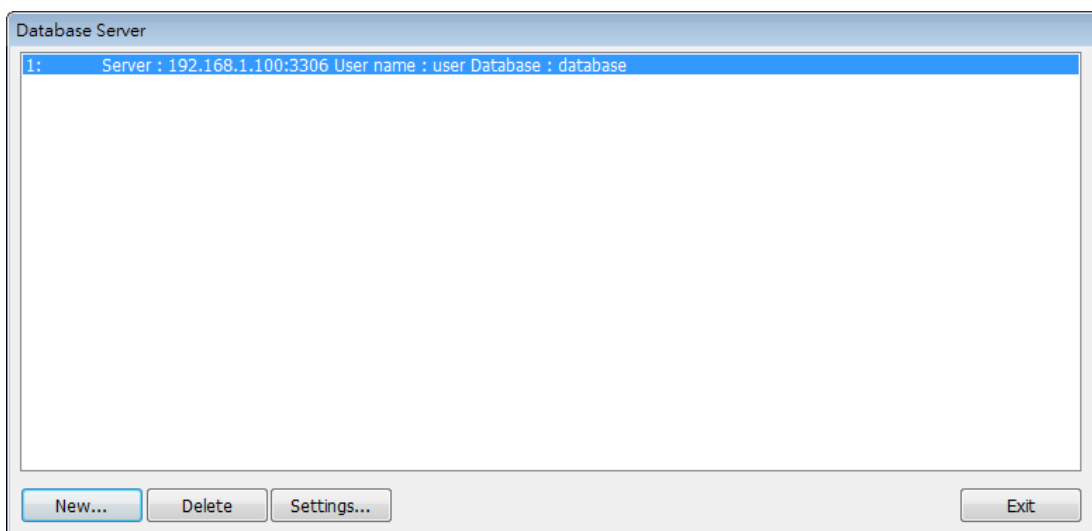 Database Server
1: Server : 192.168.1.100:3306 User name : user Database : database
New... Delete Settings... Exit